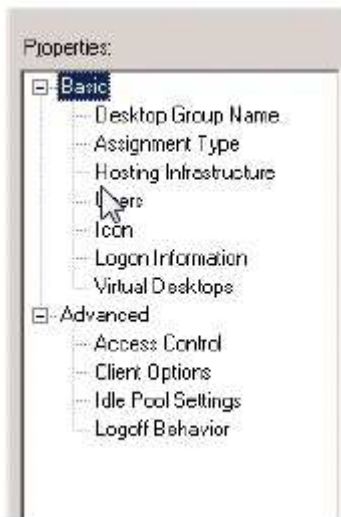 Properties:
Basic
Desktop Group Name
Assignment Type
Hosting Infrastructure
Users
Icon
Logon Information
Virtual Desktops
Advanced
Access Control
Client Options
Idle Pool Settings
Logoff Behavior